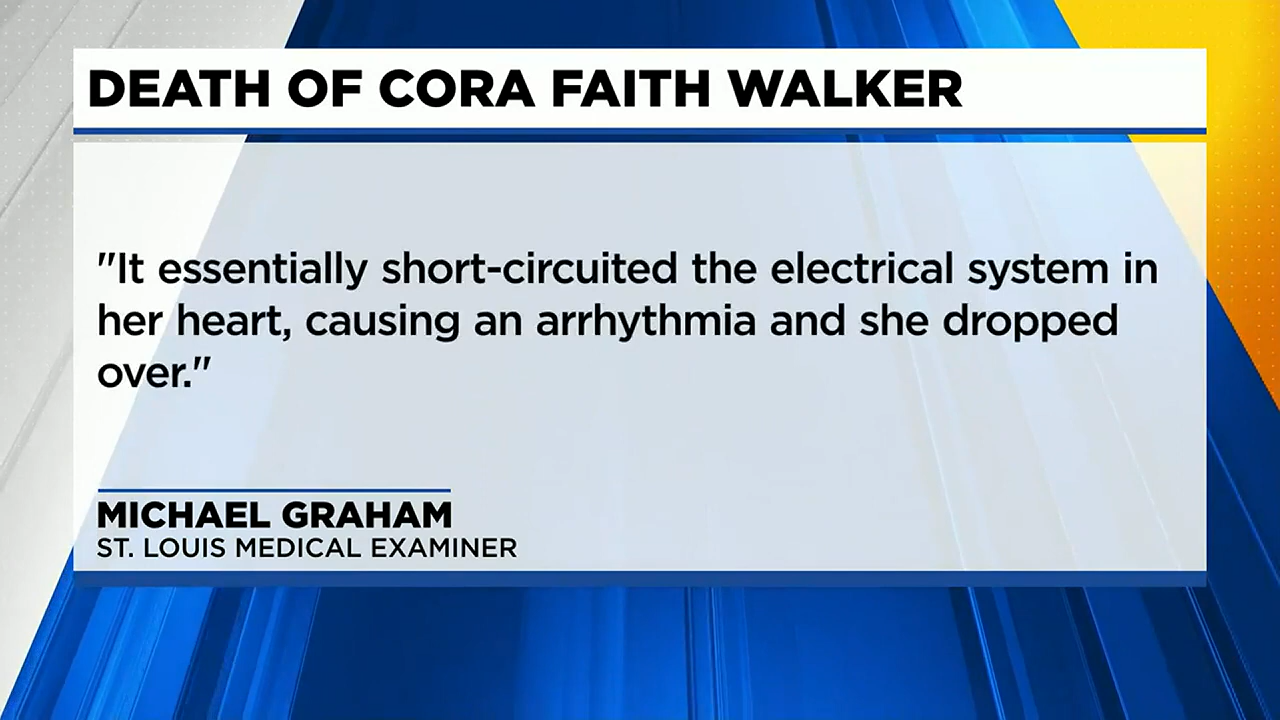 DEATH OF CORA FAITH WALKER
"It essentially short-circuited the electrical system in
her heart, causing an arrhythmia and she dropped
over."
MICHAEL GRAHAM
ST. LOUIS MEDICAL EXAMINER